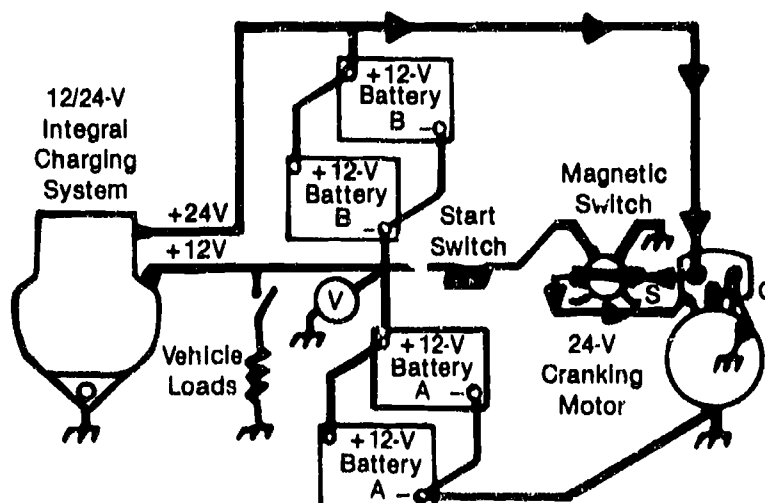 12/24-V
Integral
Charging
System
+24V
+12V
+12-V
Battery
B
–
+12-V
Battery
B
–
Start
Switch
Magnetic
Switch
S
G
V
Vehicle
Loads
24-V
Cranking
Motor
+12-V
Battery
A
–
+12-V
Battery
A –